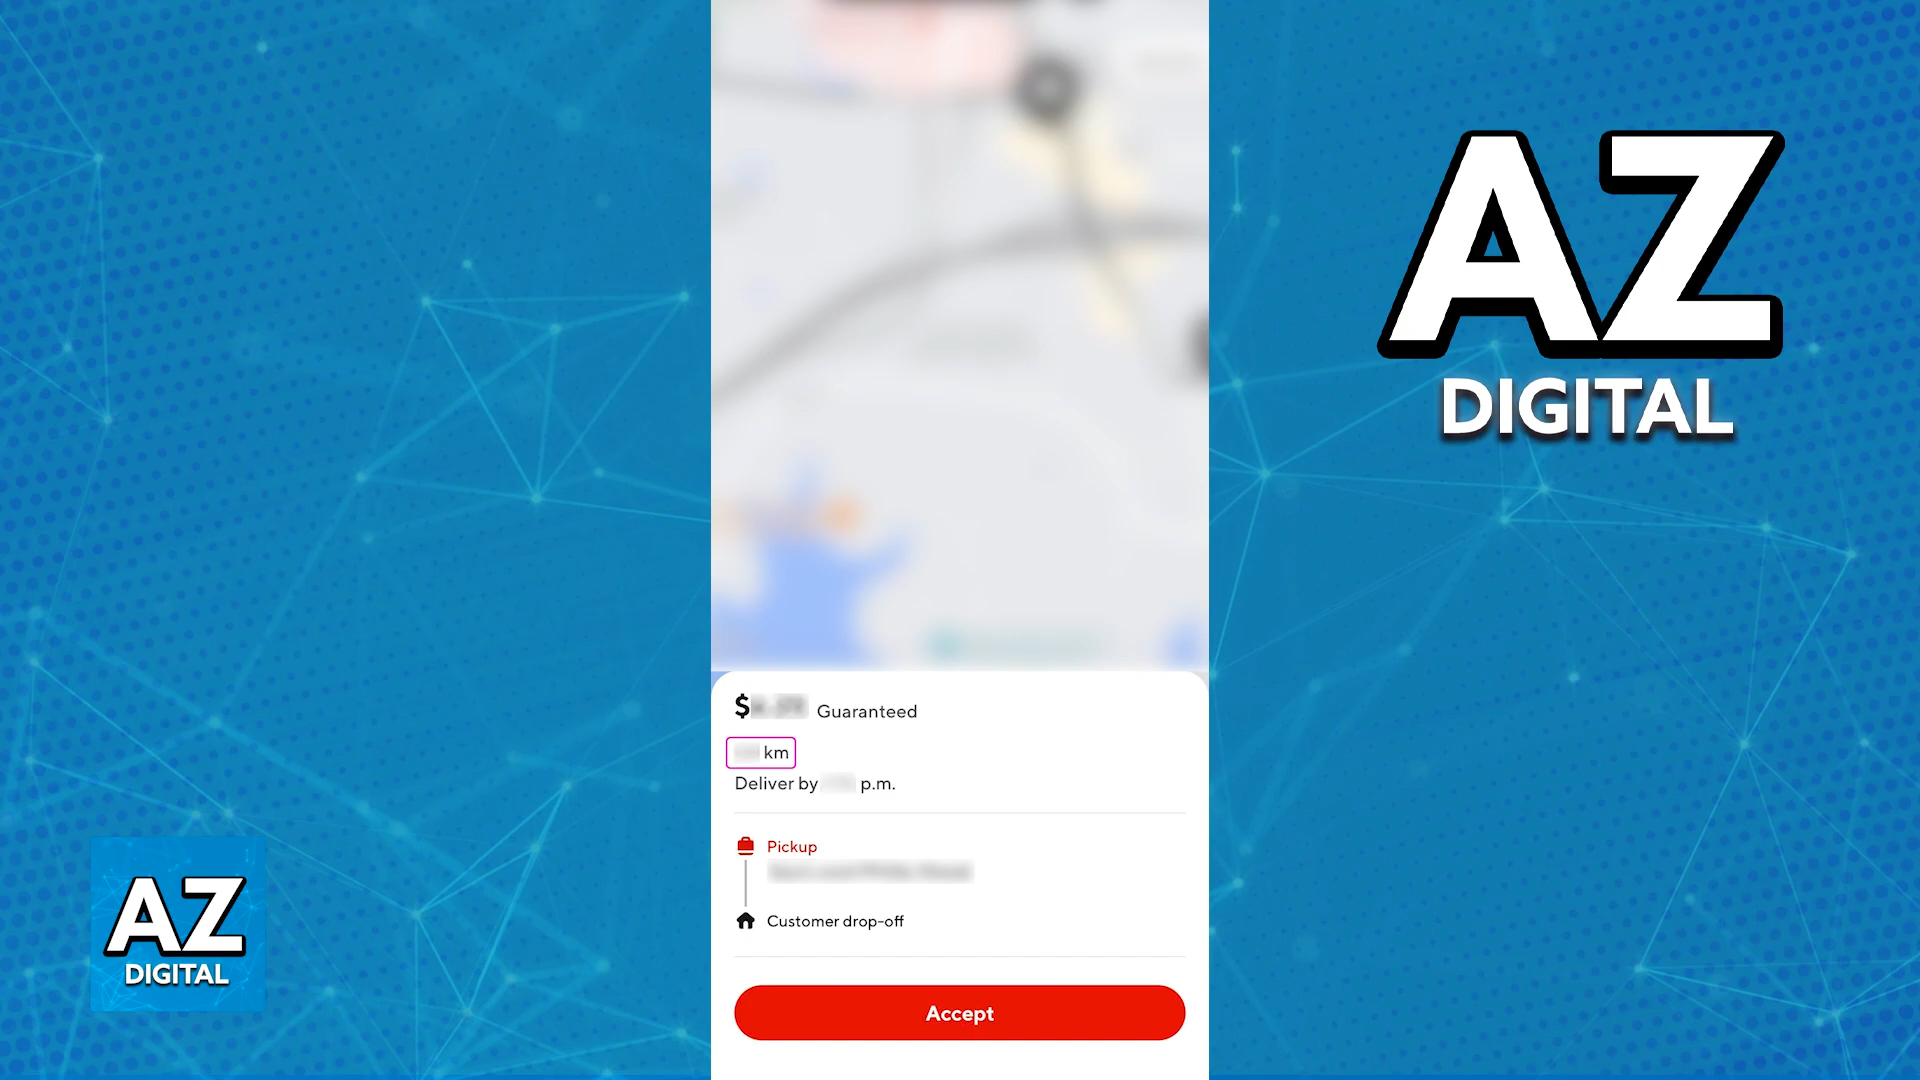 AZ
DIGITAL
$ Guaranteed
km
Deliver by p.m.
Pickup
Customer drop-off
Accept
AZ
DIGITAL